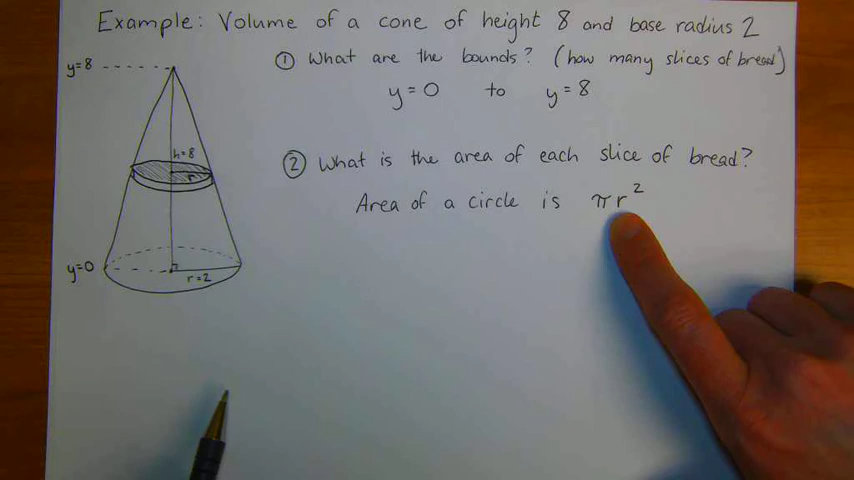 Example: Volume of a cone of height 8 and base radius 2
y=8
① What are the bounds? (how many slices of bread)
y=0 to y=8
h=8
r
② What is the area of each slice of bread?
Area of a circle is πr²
y=0
r=2